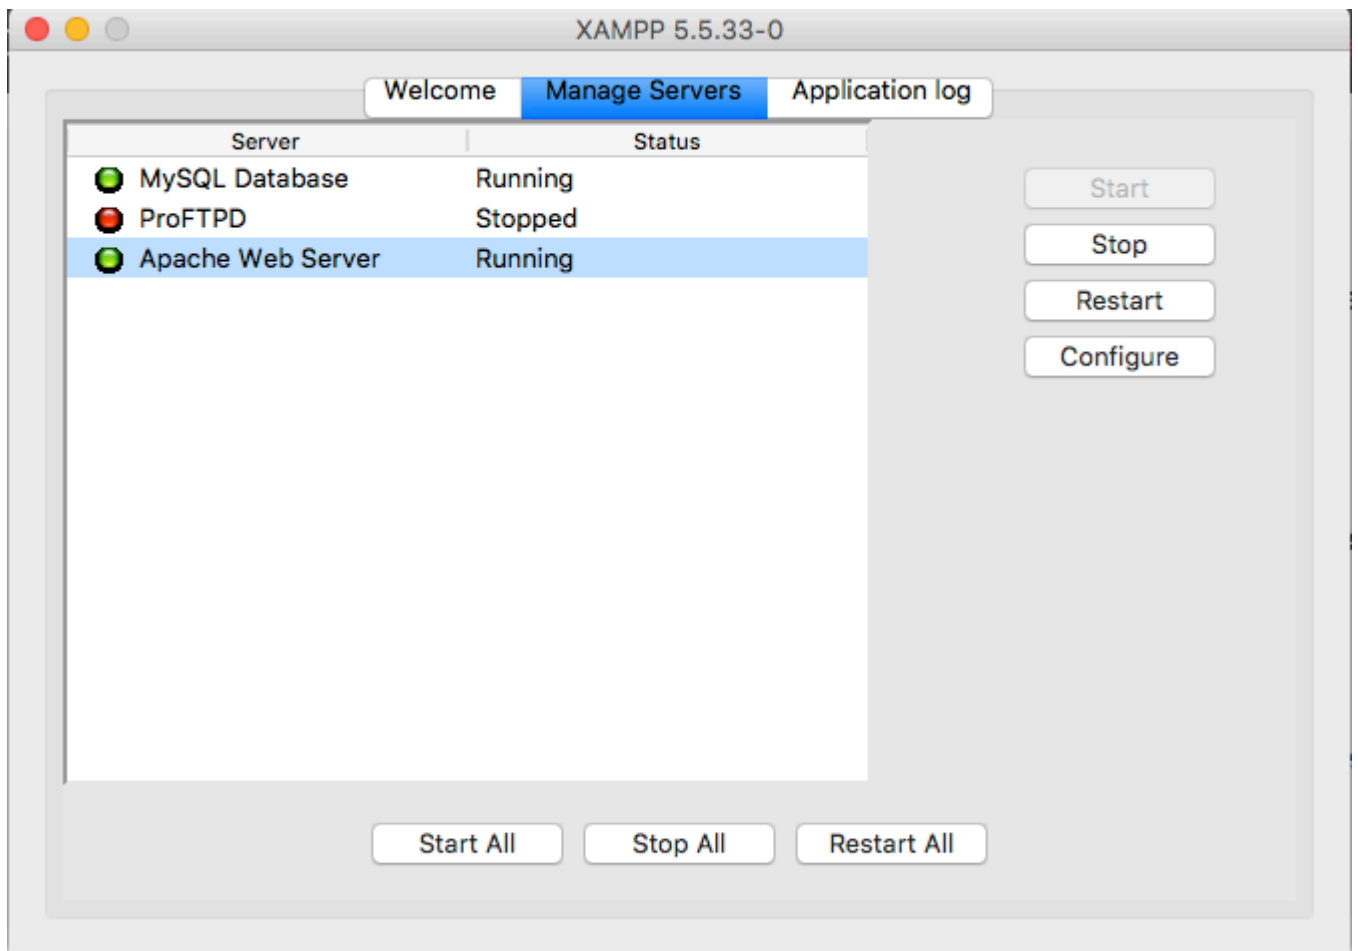 XAMPP 5.5.33-0
Welcome Manage Servers Application log
Server Status
MySQL Database Running
ProFTPD Stopped
Apache Web Server Running
Start
Stop
Restart
Configure
Start All Stop All Restart All